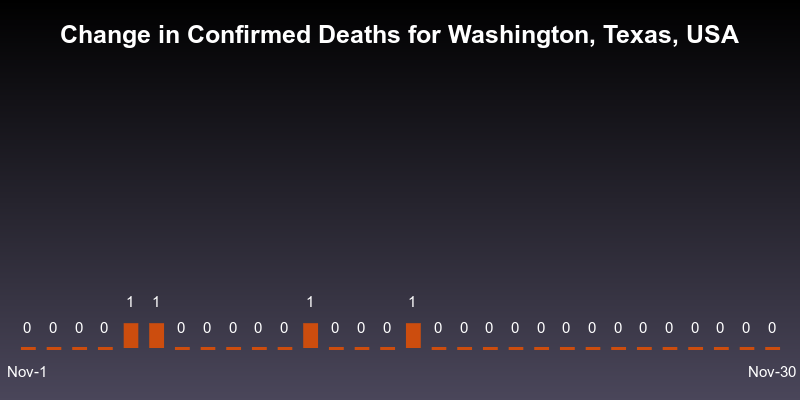 Change in Confirmed Deaths for Washington, Texas, USA
1 1 1 1
0 0 0 0 0 0 0 0 0 0 0 0 0 0 0 0 0 0 0 0 0 0 0 0 0 0
Nov-1 Nov-30